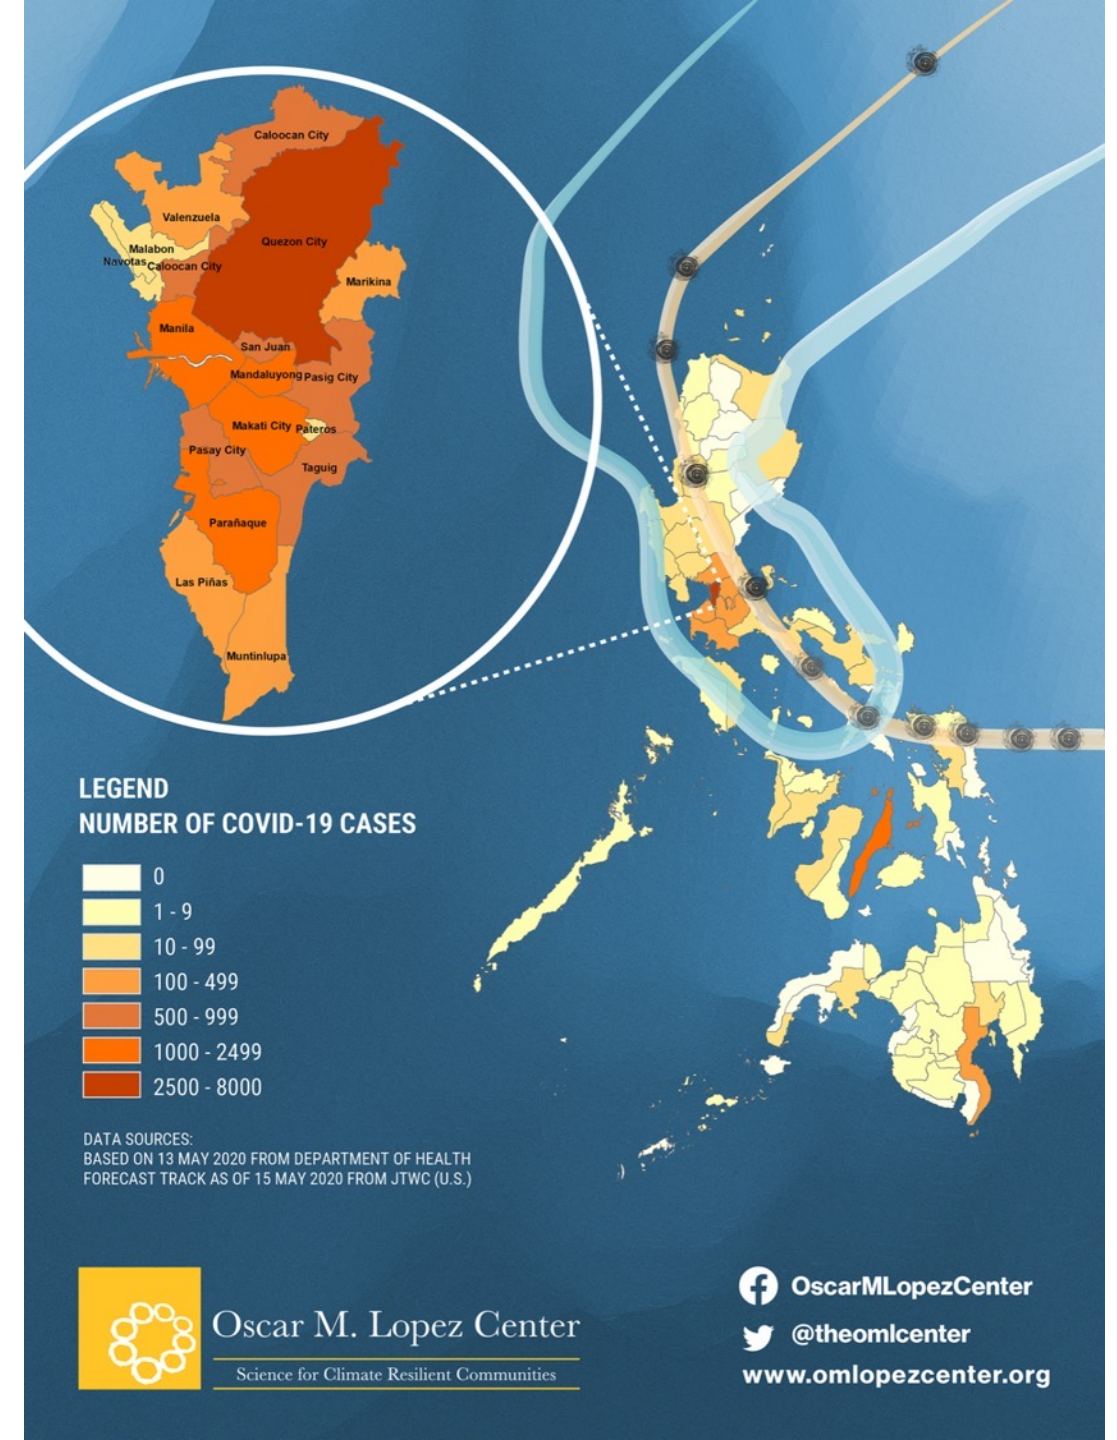 Caloocan City
Valenzuela
Quezon City
Malabon
Navotas
Caloocan City
Marikina
Manila
San Juan
Mandaluyong
Pasig City
Makati City
Pateros
Pasay City
Taguig
Parañaque
Las Piñas
Muntinlupa
LEGEND
NUMBER OF COVID-19 CASES
0
1 - 9
10 - 99
100 - 499
500 - 999
1000 - 2499
2500 - 8000
DATA SOURCES:
BASED ON 13 MAY 2020 FROM DEPARTMENT OF HEALTH
FORECAST TRACK AS OF 15 MAY 2020 FROM JTWC (U.S.)
Oscar M. Lopez Center
Science for Climate Resilient Communities
OscarMLopezCenter
@theomlcenter
www.omlopezcenter.org